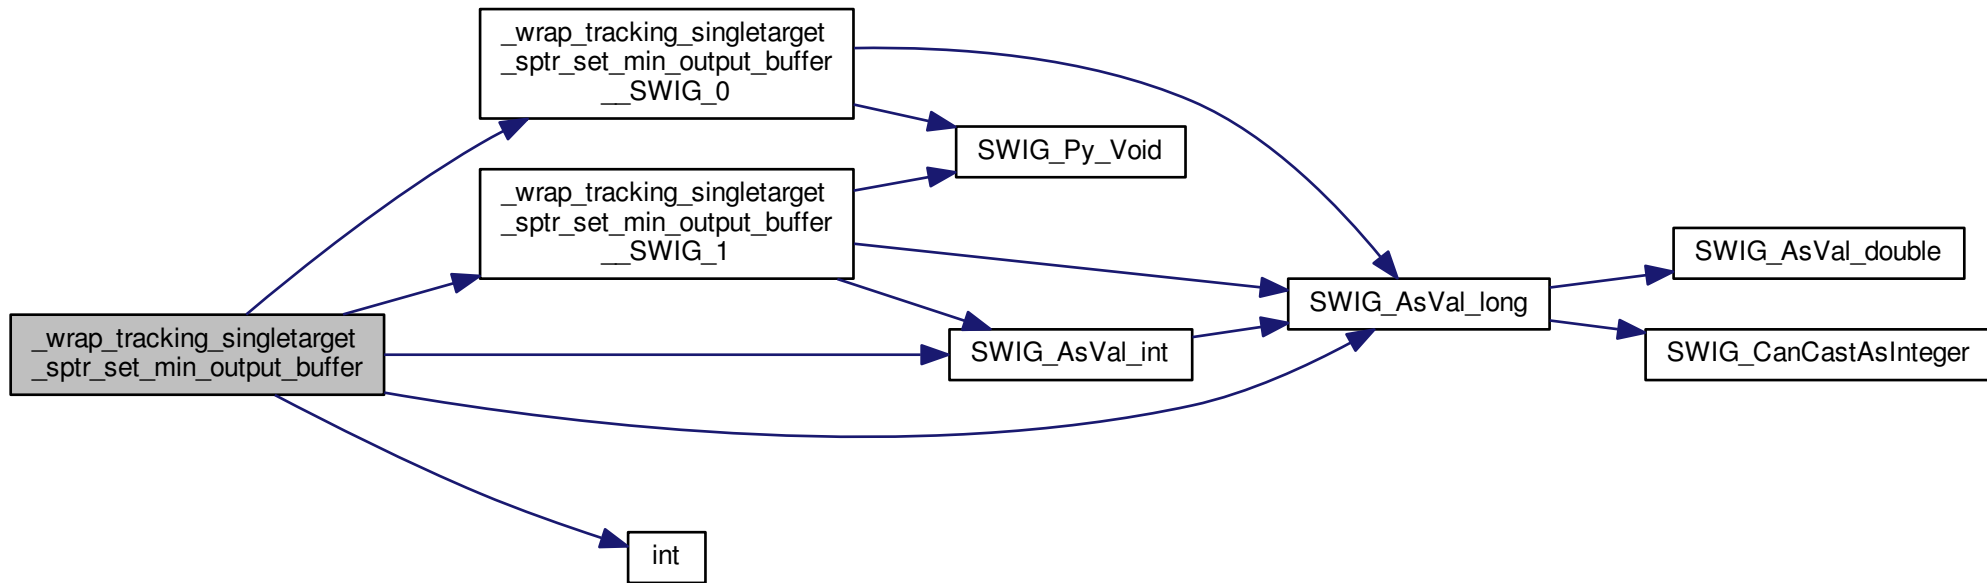 _wrap_tracking_singletarget
_sptr_set_min_output_buffer
__SWIG_0
SWIG_Py_Void
_wrap_tracking_singletarget
_sptr_set_min_output_buffer
__SWIG_1
SWIG_AsVal_double
SWIG_AsVal_long
_wrap_tracking_singletarget
_sptr_set_min_output_buffer
SWIG_AsVal_int
SWIG_CanCastAsInteger
int